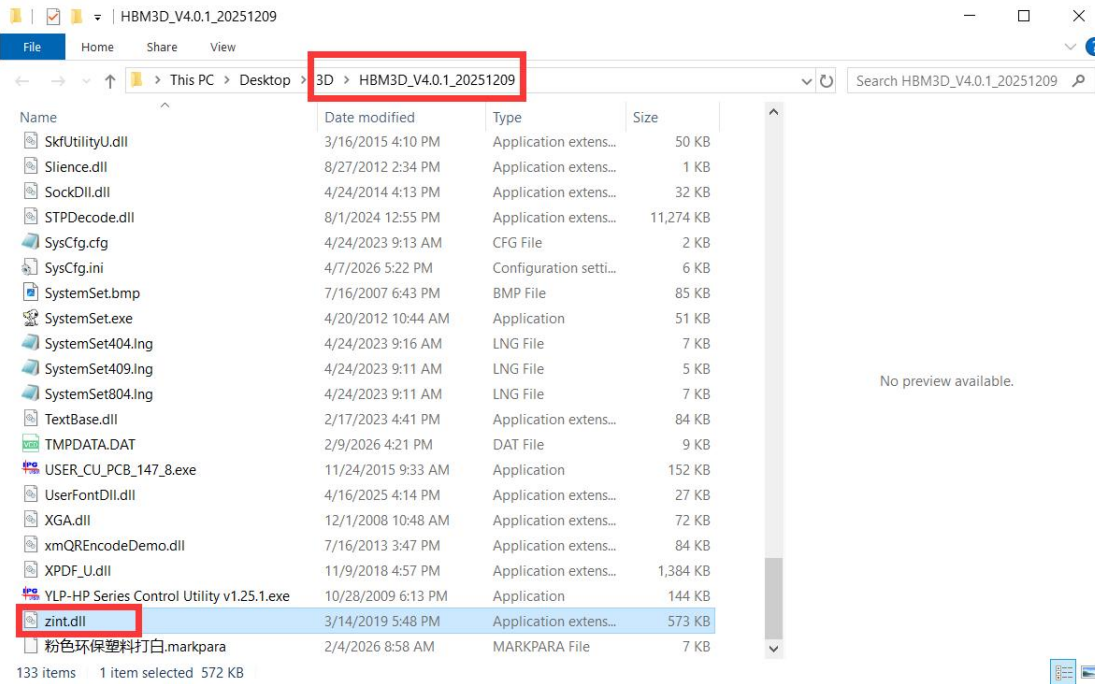 HBM3D_V4.0.1_20251209
File Home Share View
This PC > Desktop > 3D > HBM3D_V4.0.1_20251209 Search HBM3D_V4.0.1_20251209
Name Date modified Type Size
SkfUtilityU.dll 3/16/2015 4:10 PM Application extens... 50 KB
Slience.dll 8/27/2012 2:34 PM Application extens... 1 KB
SockDll.dll 4/24/2014 4:13 PM Application extens... 32 KB
STPDecode.dll 8/1/2024 12:55 PM Application extens... 11,274 KB
SysCfg.cfg 4/24/2023 9:13 AM CFG File 2 KB
SysCfg.ini 4/7/2026 5:22 PM Configuration setti... 6 KB
SystemSet.bmp 7/16/2007 6:43 PM BMP File 85 KB
SystemSet.exe 4/20/2012 10:44 AM Application 51 KB
SystemSet404.lng 4/24/2023 9:16 AM LNG File 7 KB
SystemSet409.lng 4/24/2023 9:11 AM LNG File 5 KB
SystemSet804.lng 4/24/2023 9:11 AM LNG File 7 KB
TextBase.dll 2/17/2023 4:41 PM Application extens... 84 KB
TMPDATA.DAT 2/9/2026 4:21 PM DAT File 9 KB
USER_CU_PCB_147_8.exe 11/24/2015 9:33 AM Application 152 KB
UserFontDll.dll 4/16/2025 4:14 PM Application extens... 27 KB
XGA.dll 12/1/2008 10:48 AM Application extens... 72 KB
xmQREncodeDemo.dll 7/16/2013 3:47 PM Application extens... 84 KB
XPDF_U.dll 11/9/2018 4:57 PM Application extens... 1,384 KB
YLP-HP Series Control Utility v1.25.1.exe 10/28/2009 6:13 PM Application 144 KB
zint.dll 3/14/2019 5:48 PM Application extens... 573 KB
粉色环保塑料打白.markpara 2/4/2026 8:58 AM MARKPARA File 7 KB
No preview available.
133 items 1 item selected 572 KB